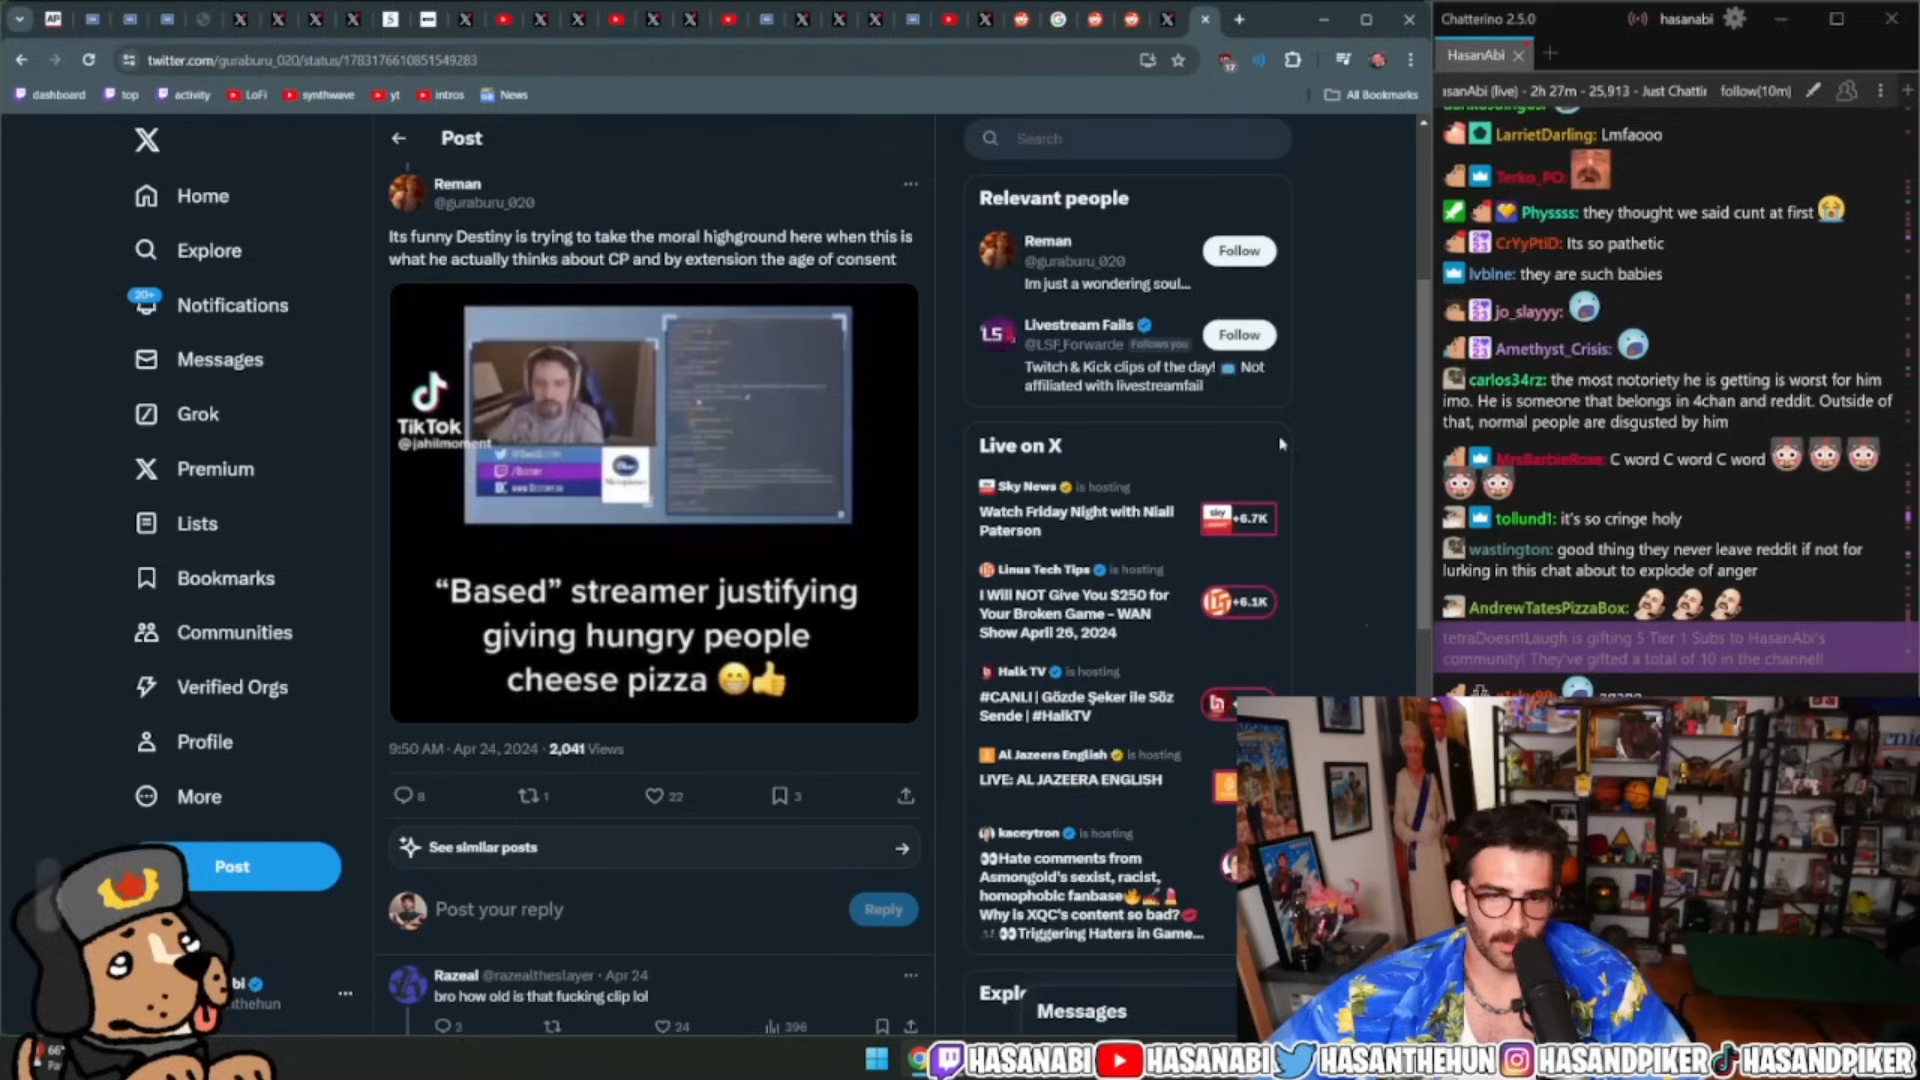 AP
S
Chatterino 2.5.0
hasanabi
twitter.com/guraburu_020/status/1783176610851549283
17
HasanAbi
dashboard
top
activity
LoFi
synthwave
yt
intros
News
All Bookmarks
asanAbi (live) - 2h 27m - 25,913 - Just Chattir
follow(10m)
Post
Search
Home
Explore
20+
Notifications
Messages
Grok
Premium
Lists
Bookmarks
Communities
Verified Orgs
Profile
More
Post
bi
thehun
Reman
@guraburu_020
Its funny Destiny is trying to take the moral highground here when this is
what he actually thinks about CP and by extension the age of consent
TikTok
@jahilmoment
“Based” streamer justifying
giving hungry people
cheese pizza 😁👍
9:50 AM · Apr 24, 2024 · 2,041 Views
8
1
22
3
See similar posts
Post your reply
Reply
Razeal @razealtheslayer · Apr 24
bro how old is that fucking clip lol
3
24
396
Relevant people
Reman
@guraburu_020
Follow
Im just a wondering soul...
LS
Livestream Fails
@LSF_Forwarde Follows you
Follow
Twitch & Kick clips of the day! Not
affiliated with livestreamfail
Live on X
Sky News is hosting
Watch Friday Night with Niall
Paterson
sky
+6.7K
Linus Tech Tips is hosting
I Will NOT Give You $250 for
Your Broken Game - WAN
Show April 26, 2024
+6.1K
Halk TV is hosting
#CANLI | Gözde Şeker ile Söz
Sende | #HalkTV
Al Jazeera English is hosting
LIVE: AL JAZEERA ENGLISH
kaceytron is hosting
👀Hate comments from
Asmongold's sexist, racist,
homophobic fanbase
Why is XQC's content so bad?💋
👀Triggering Haters in Game...
Messages
LarrietDarling: Lmfaooo
Terko_PO:
Physsss: they thought we said cunt at first 😭
CrYyPtiD: Its so pathetic
lvblne: they are such babies
jo_slayyy:
Amethyst_Crisis:
carlos34rz: the most notoriety he is getting is worst for him
imo. He is someone that belongs in 4chan and reddit. Outside of
that, normal people are disgusted by him
MrsBarbieRose: C word C word C word
tollund1: it's so cringe holy
wastington: good thing they never leave reddit if not for
lurking in this chat about to explode of anger
AndrewTatesPizzaBox:
tetraDoesntLaugh is gifting 5 Tier 1 Subs to HasanAbi's
community! They've gifted a total of 10 in the channel!
66°
HASANABI
HASANABI
HASANTHEHUN
HASANDPIKER
HASANDPIKER